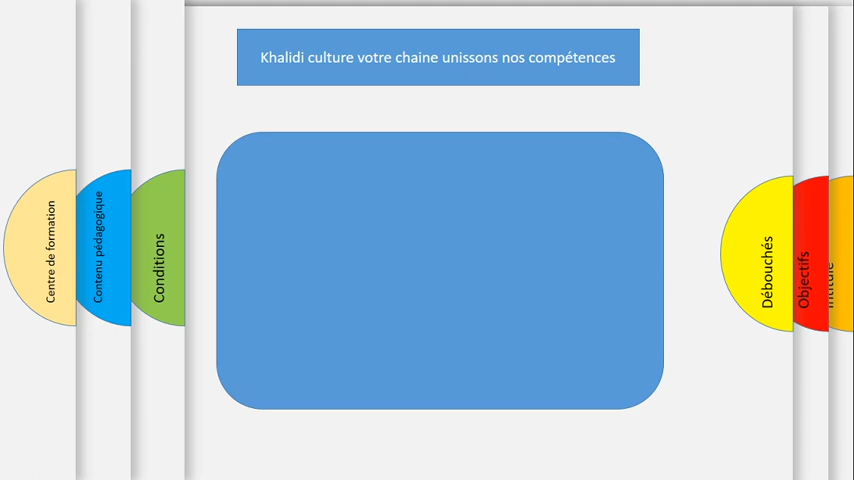 Khalidi culture votre chaine unissons nos compétences
Centre de formation
Contenu pédagogique
Conditions
Débouchés
Objectifs